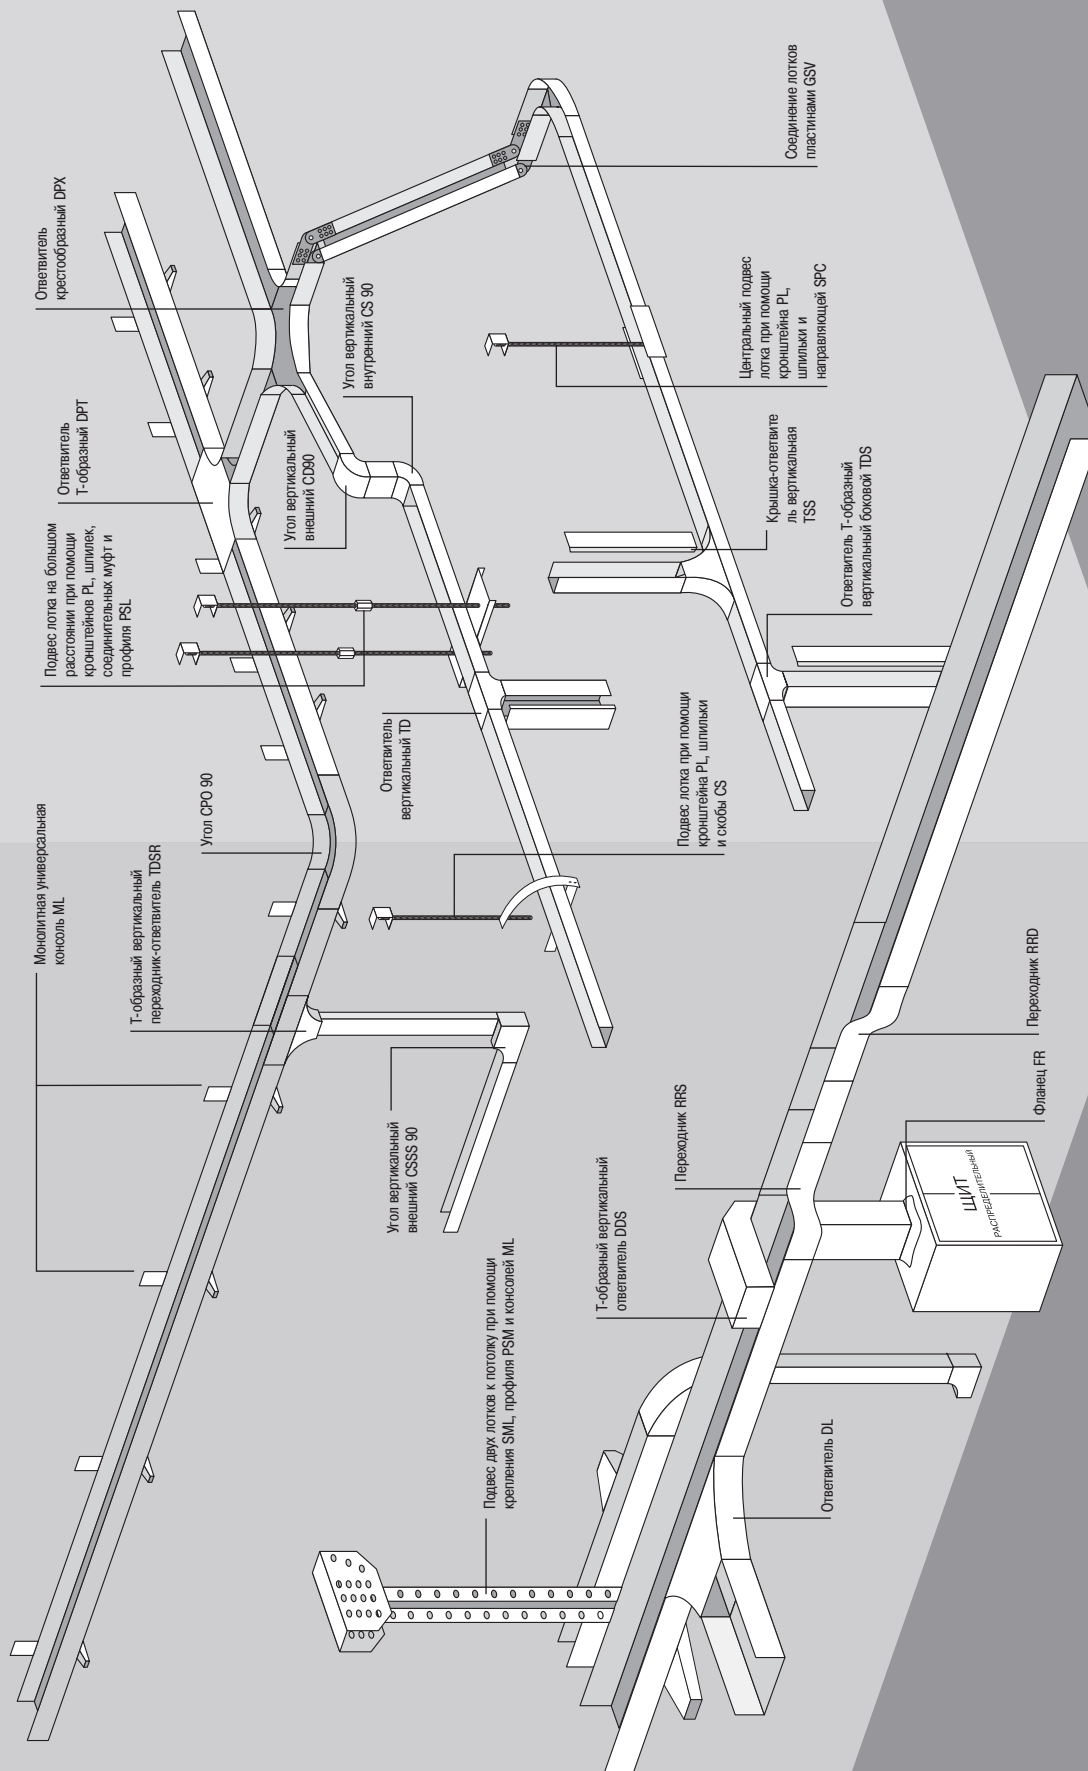 Монолитная универсальная
консоль ML
Т-образный вертикальный
переходник-ответвитель TDSR
Угол CPO 90
Подвес лотка на большом
расстоянии при помощи
кронштейнов PL, шпилек,
соединительных муфт и
профиля PSL
Ответвитель
Т-образный DPT
Ответвитель
крестообразный DPX
Угол вертикальный
внешний CD90
Угол вертикальный
внутренний CS 90
Соединение лотков
пластинами GSV
Угол вертикальный
внешний CSSS 90
Ответвитель
вертикальный TD
Подвес лотка при помощи
кронштейна PL, шпильки
и скобы CS
Центральный подвес
лотка при помощи
кронштейна PL,
шпильки и
направляющей SPC
Крышка-ответвите
ль вертикальная
TSS
Ответвитель Т-образный
вертикальный боковой TDS
Подвес двух лотков к потолку при помощи
крепления SML, профиля PSM и консолей ML
Т-образный вертикальный
ответвитель DDS
Переходник RRS
Переходник RRD
Фланец FR
Ответвитель DL
ЩИТ
РАСПРЕДЕЛИТЕЛЬНЫЙ